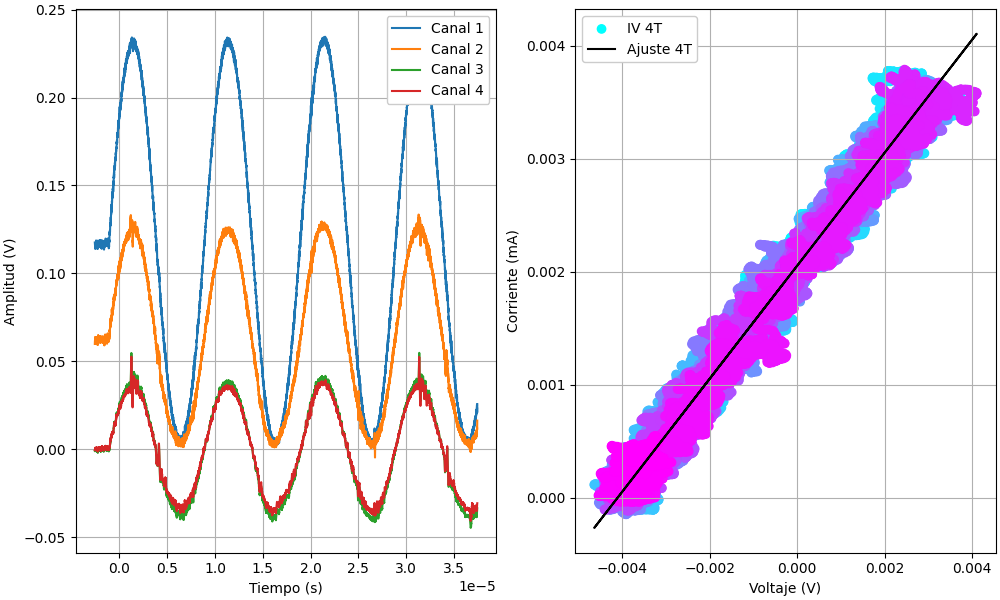 0.25
0.20
0.15
0.10
0.05
0.00
−0.05
Amplitud (V)
Canal 1
Canal 2
Canal 3
Canal 4
0.0 0.5 1.0 1.5 2.0 2.5 3.0 3.5
1e−5
Tiempo (s)
0.004
0.003
0.002
0.001
0.000
Corriente (mA)
IV 4T
Ajuste 4T
−0.004 −0.002 0.000 0.002 0.004
Voltaje (V)